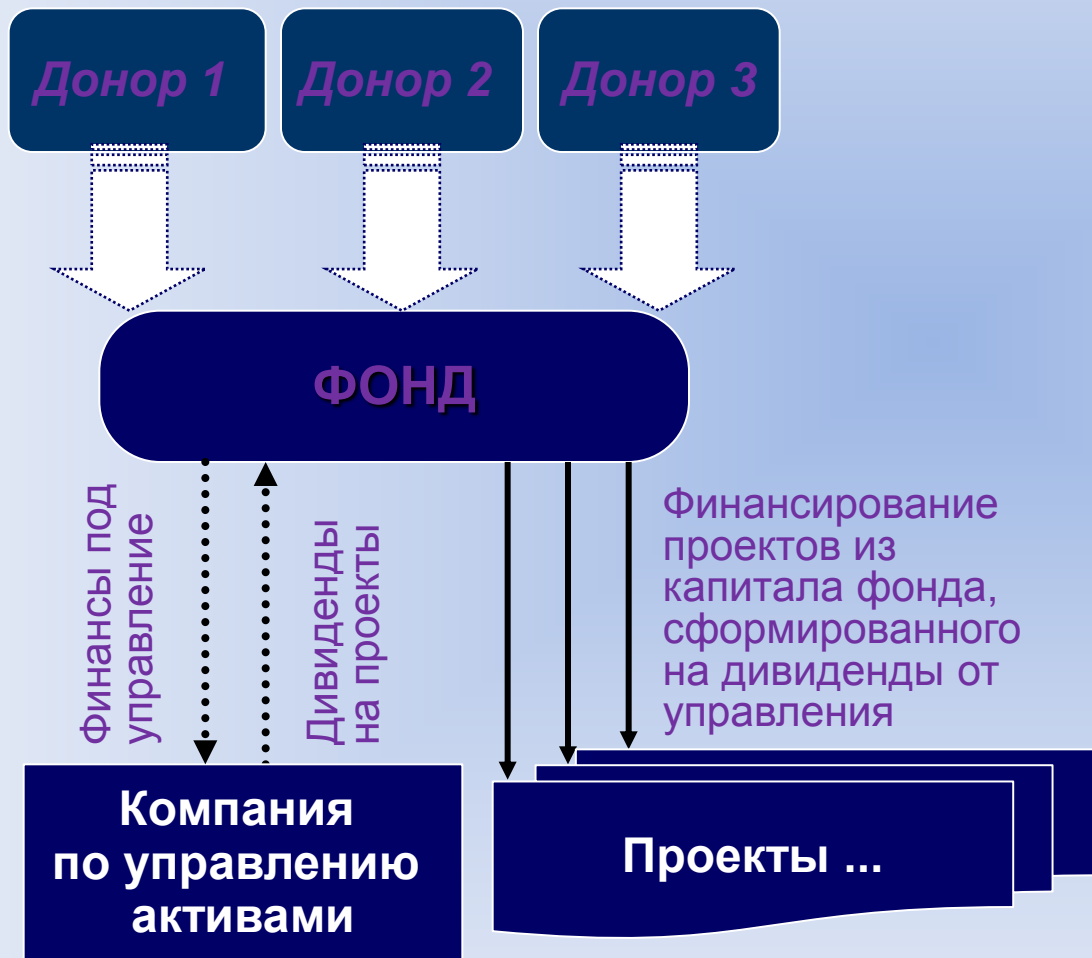 Донор 1
Донор 2
Донор 3
ФОНД
Финансы под
управление
Дивиденды
на проекты
Финансирование
проектов из
капитала фонда,
сформированного
на дивиденды от
управления
Компания
по управлению
активами
Проекты ...